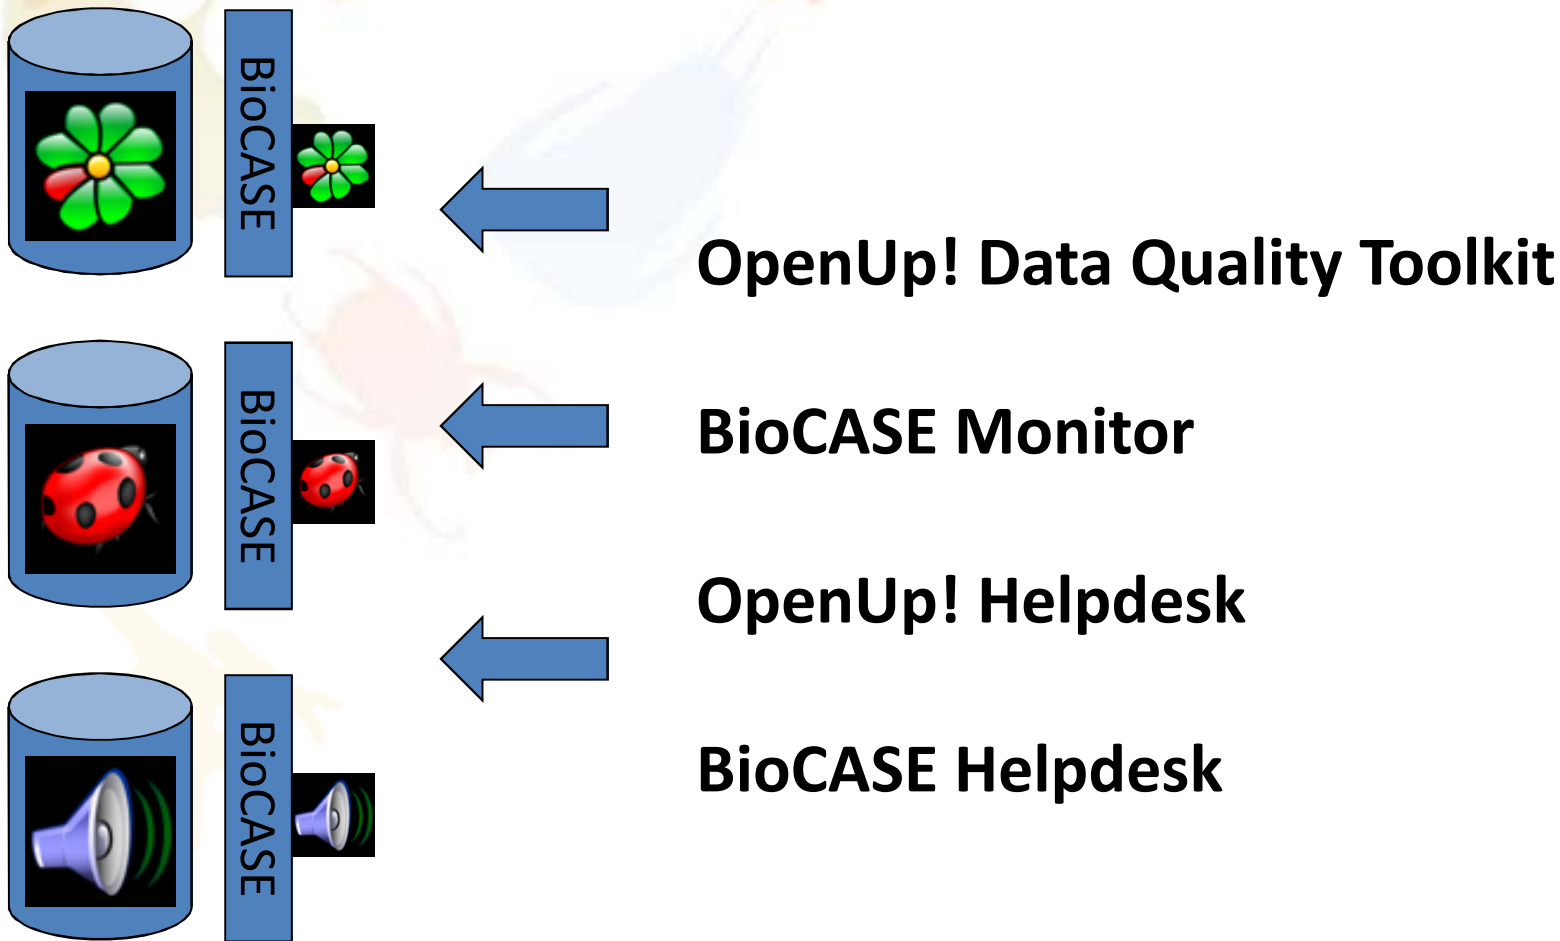 BioCASE
OpenUp! Data Quality Toolkit
BioCASE
BioCASE Monitor
OpenUp! Helpdesk
BioCASE
BioCASE Helpdesk